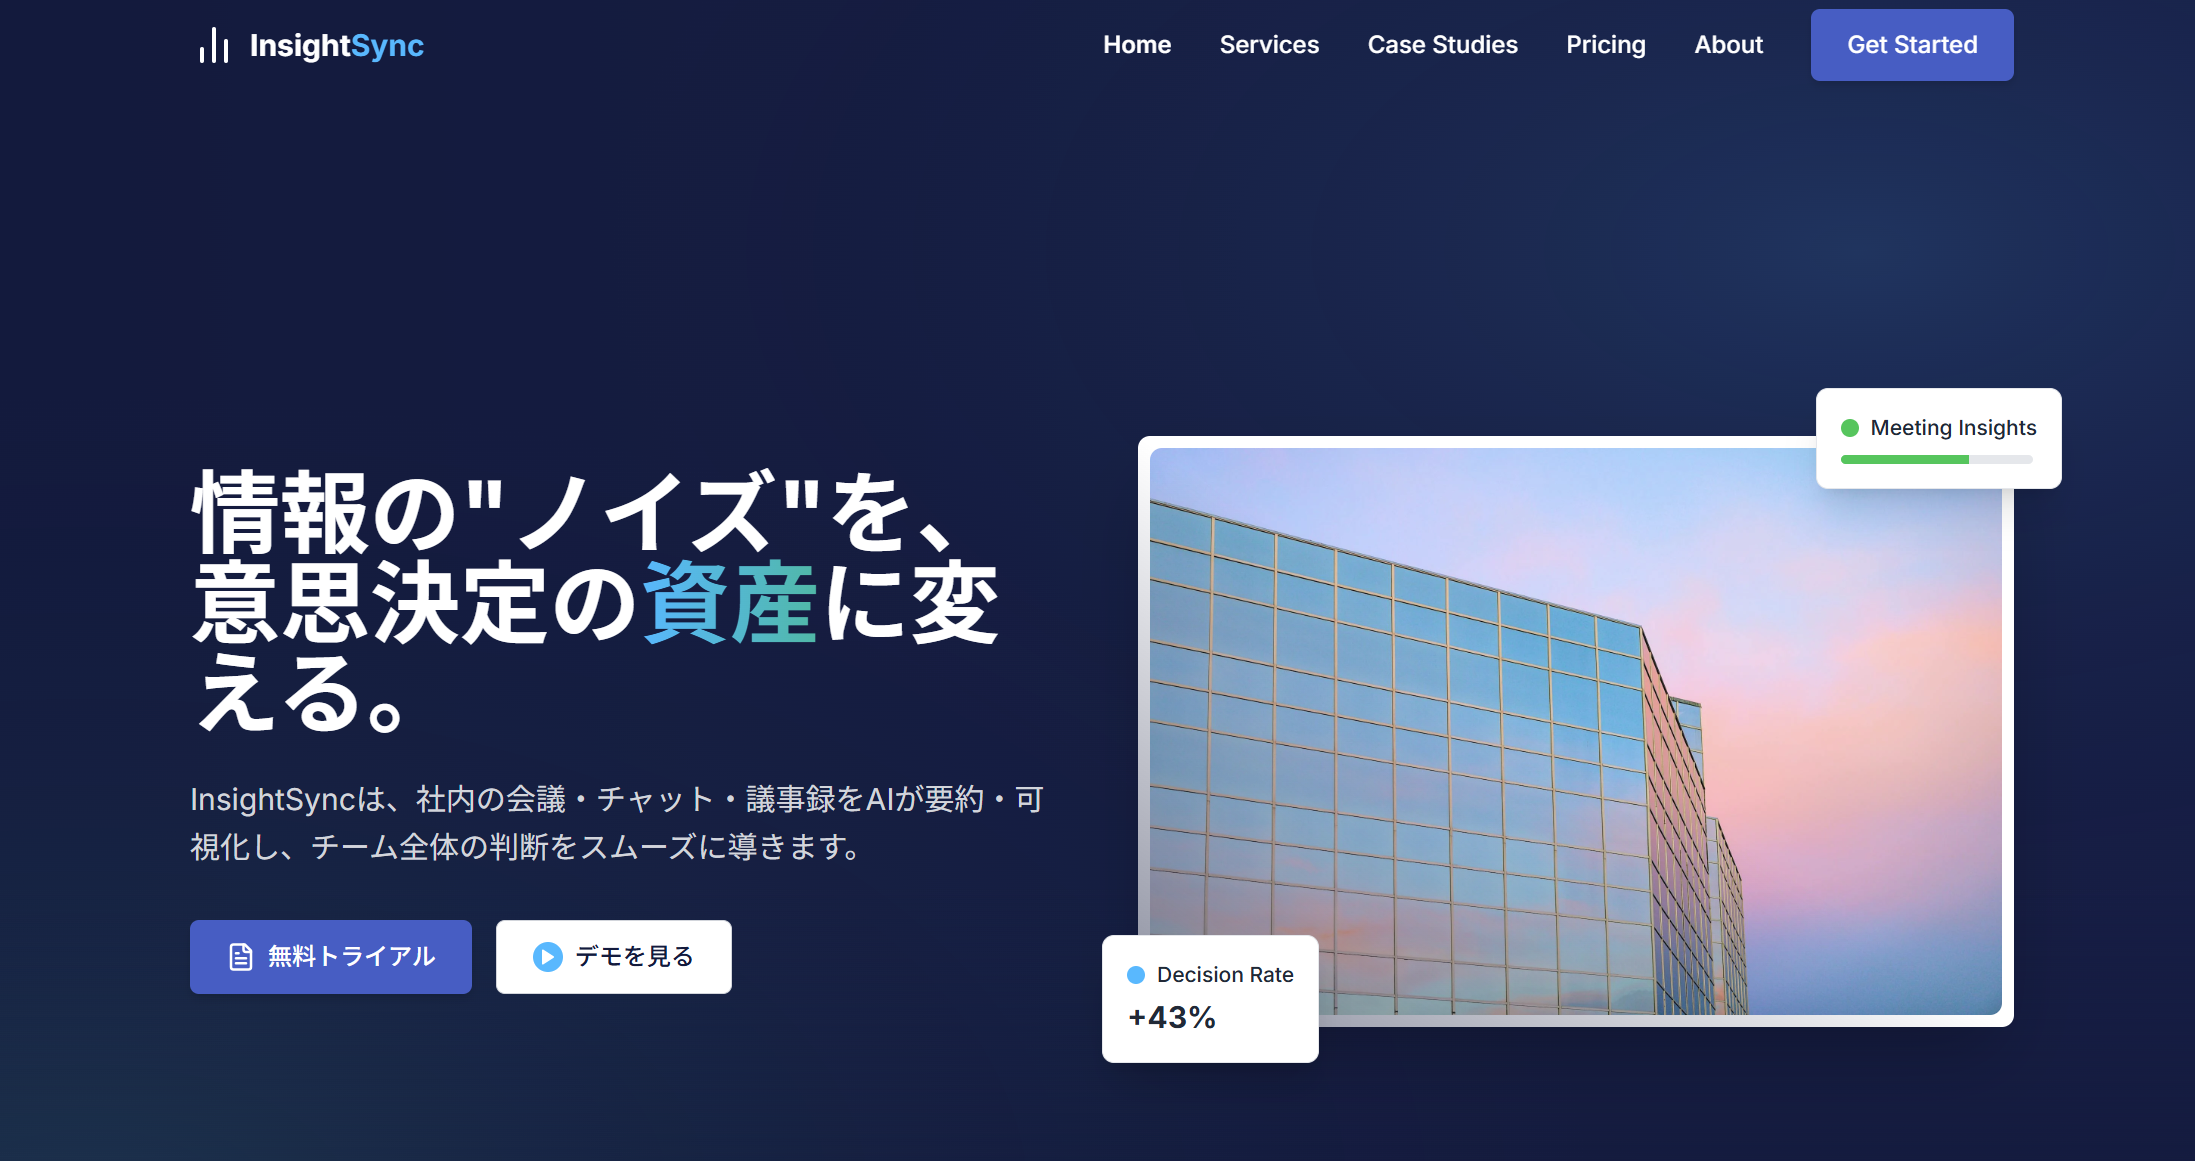 InsightSync
Home Services Case Studies Pricing About Get Started
情報の"ノイズ"を、
意思決定の資産に変
える。
InsightSyncは、社内の会議・チャット・議事録をAIが要約・可
視化し、チーム全体の判断をスムーズに導きます。
無料トライアル デモを見る
Meeting Insights
Decision Rate
+43%